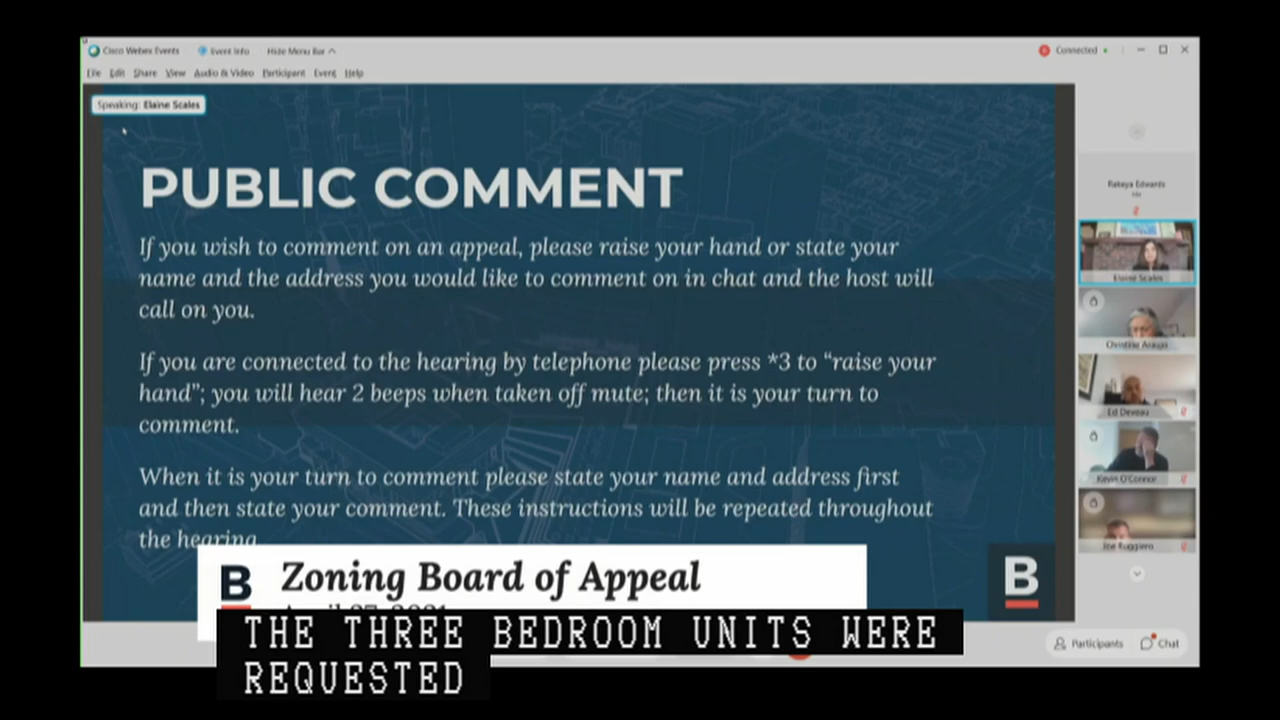 Cisco Webex Events Event Info Hide Menu Bar Connected
File Edit Share View Audio & Video Participant Event Help
Speaking: Elaine Scales
PUBLIC COMMENT
If you wish to comment on an appeal, please raise your hand or state your
name and the address you would like to comment on in chat and the host will
call on you.
If you are connected to the hearing by telephone please press *3 to “raise your
hand”; you will hear 2 beeps when taken off mute; then it is your turn to
comment.
When it is your turn to comment please state your name and address first
and then state your comment. These instructions will be repeated throughout
the hearing
Rakeya Edwards
Elaine Scales
Christine Araujo
Ed Deveau
Kevin O'Connor
Joe Ruggiero
B
Zoning Board of Appeal
B
THE THREE BEDROOM UNITS WERE
REQUESTED
Participants Chat